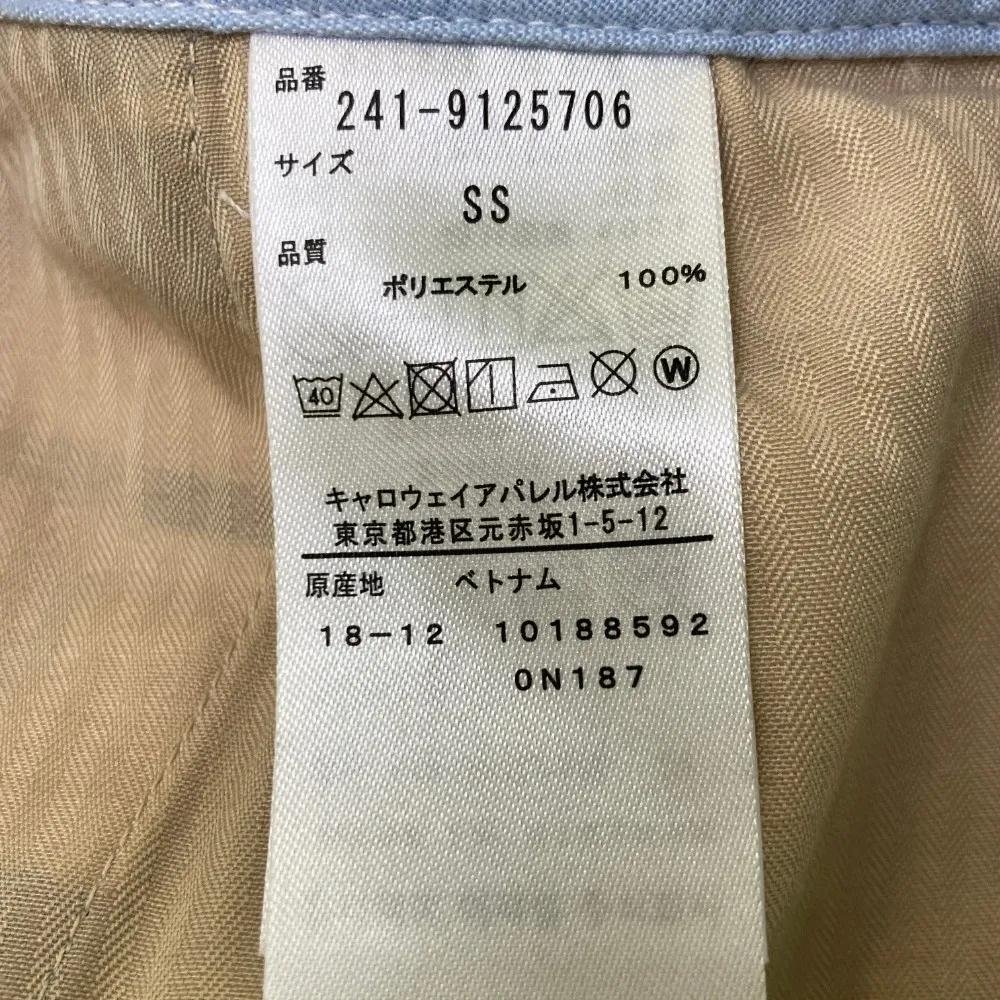 品番
241-9125706
サイズ
SS
品質
ポリエステル 100%
40 W
キャロウェイアパレル株式会社
東京都港区元赤坂1-5-12
原産地 ベトナム
18-12 10188592
0N187